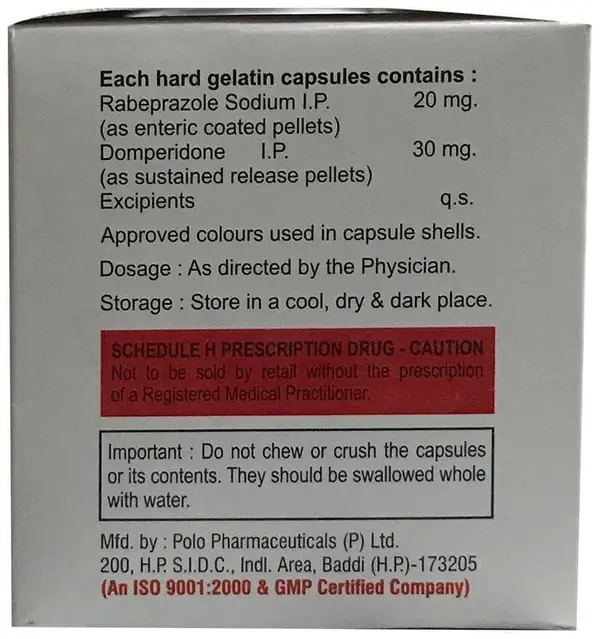 Each hard gelatin capsules contains :
Rabeprazole Sodium I.P. 20 mg.
(as enteric coated pellets)
Domperidone I.P. 30 mg.
(as sustained release pellets)
Excipients q.s.
Approved colours used in capsule shells.
Dosage : As directed by the Physician.
Storage : Store in a cool, dry & dark place.
SCHEDULE H PRESCRIPTION DRUG - CAUTION
Not to be sold by retail without the prescription
of a Registered Medical Practitioner.
Important : Do not chew or crush the capsules
or its contents. They should be swallowed whole
with water.
Mfd. by : Polo Pharmaceuticals (P) Ltd.
200, H.P. S.I.D.C., Indl. Area, Baddi (H.P.)-173205
(An ISO 9001:2000 & GMP Certified Company)